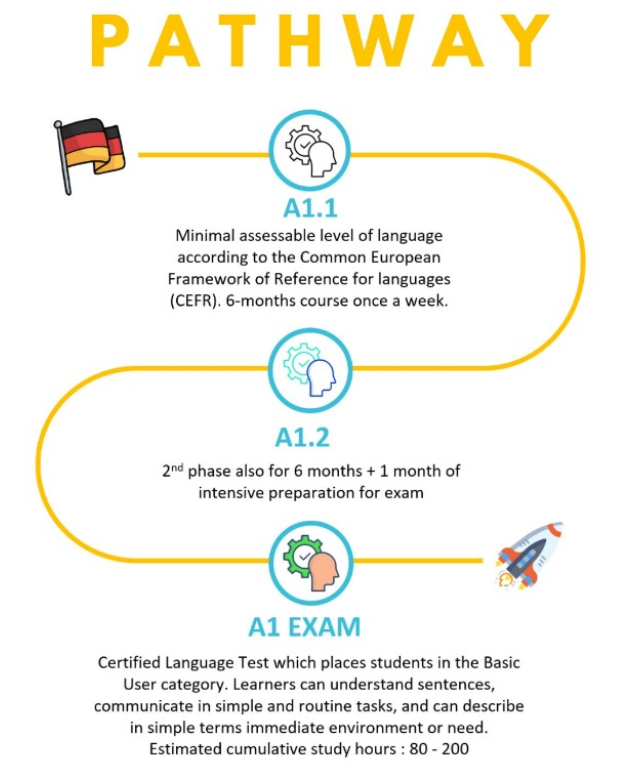 PATHWAY
A1.1
Minimal assessable level of language
according to the Common European
Framework of Reference for languages
(CEFR). 6-months course once a week.
A1.2
2nd phase also for 6 months + 1 month of
intensive preparation for exam
A1 EXAM
Certified Language Test which places students in the Basic
User category. Learners can understand sentences,
communicate in simple and routine tasks, and can describe
in simple terms immediate environment or need.
Estimated cumulative study hours : 80 - 200